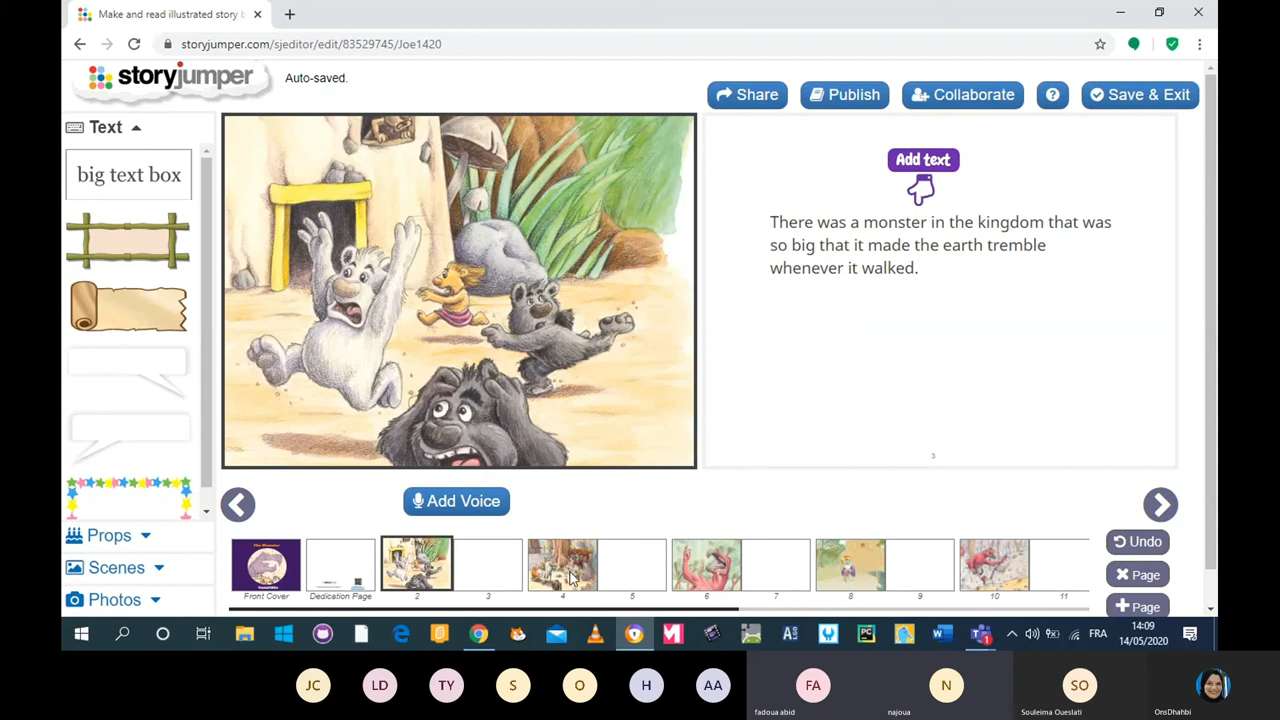 Make and read illustrated story b
storyjumper.com/sjeditor/edit/83529745/Joe1420
storyjumper
Auto-saved.
Share
Publish
Collaborate
?
Save & Exit
Text
big text box
Props
Scenes
Photos
Add text
There was a monster in the kingdom that was
so big that it made the earth tremble
whenever it walked.
3
Add Voice
Front Cover
Dedication Page
2
3
4
5
6
7
8
9
10
11
Undo
Page
Page
FRA
14:09
14/05/2020
JC
LD
TY
S
O
H
AA
FA
fadoua abid
N
najoua
SO
Souleima Oueslati
OnsDhahbi